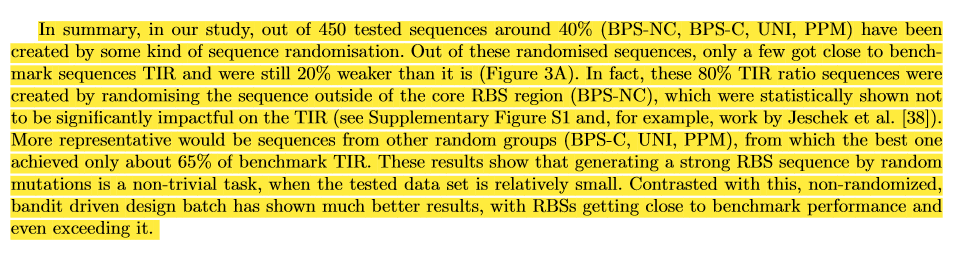 In summary, in our study, out of 450 tested sequences around 40% (BPS-NC, BPS-C, UNI, PPM) have been
created by some kind of sequence randomisation. Out of these randomised sequences, only a few got close to bench-
mark sequences TIR and were still 20% weaker than it is (Figure 3A). In fact, these 80% TIR ratio sequences were
created by randomising the sequence outside of the core RBS region (BPS-NC), which were statistically shown not
to be significantly impactful on the TIR (see Supplementary Figure S1 and, for example, work by Jeschek et al. [38]).
More representative would be sequences from other random groups (BPS-C, UNI, PPM), from which the best one
achieved only about 65% of benchmark TIR. These results show that generating a strong RBS sequence by random
mutations is a non-trivial task, when the tested data set is relatively small. Contrasted with this, non-randomized,
bandit driven design batch has shown much better results, with RBSs getting close to benchmark performance and
even exceeding it.